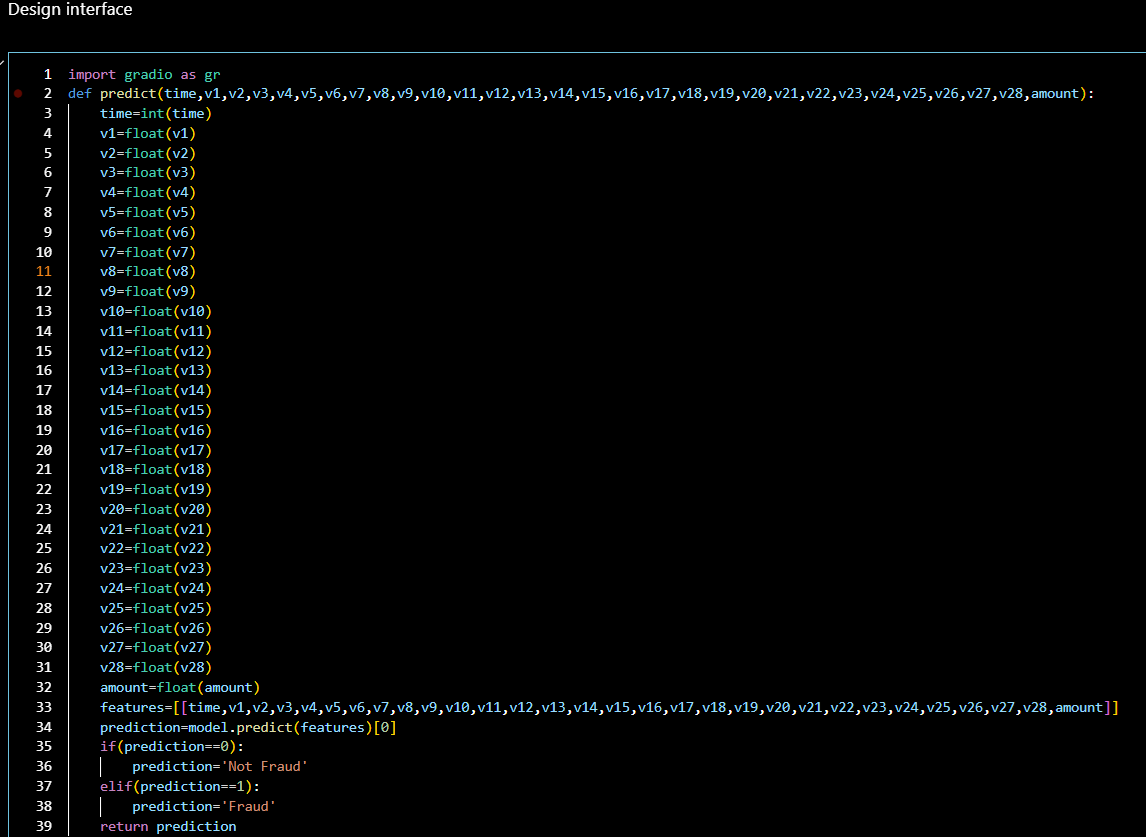 Design interface
1 import gradio as gr
2 def predict(time,v1,v2,v3,v4,v5,v6,v7,v8,v9,v10,v11,v12,v13,v14,v15,v16,v17,v18,v19,v20,v21,v22,v23,v24,v25,v26,v27,v28,amount):
3 time=int(time)
4 v1=float(v1)
5 v2=float(v2)
6 v3=float(v3)
7 v4=float(v4)
8 v5=float(v5)
9 v6=float(v6)
10 v7=float(v7)
11 v8=float(v8)
12 v9=float(v9)
13 v10=float(v10)
14 v11=float(v11)
15 v12=float(v12)
16 v13=float(v13)
17 v14=float(v14)
18 v15=float(v15)
19 v16=float(v16)
20 v17=float(v17)
21 v18=float(v18)
22 v19=float(v19)
23 v20=float(v20)
24 v21=float(v21)
25 v22=float(v22)
26 v23=float(v23)
27 v24=float(v24)
28 v25=float(v25)
29 v26=float(v26)
30 v27=float(v27)
31 v28=float(v28)
32 amount=float(amount)
33 features=[[time,v1,v2,v3,v4,v5,v6,v7,v8,v9,v10,v11,v12,v13,v14,v15,v16,v17,v18,v19,v20,v21,v22,v23,v24,v25,v26,v27,v28,amount]]
34 prediction=model.predict(features)[0]
35 if(prediction==0):
36 prediction='Not Fraud'
37 elif(prediction==1):
38 prediction='Fraud'
39 return prediction